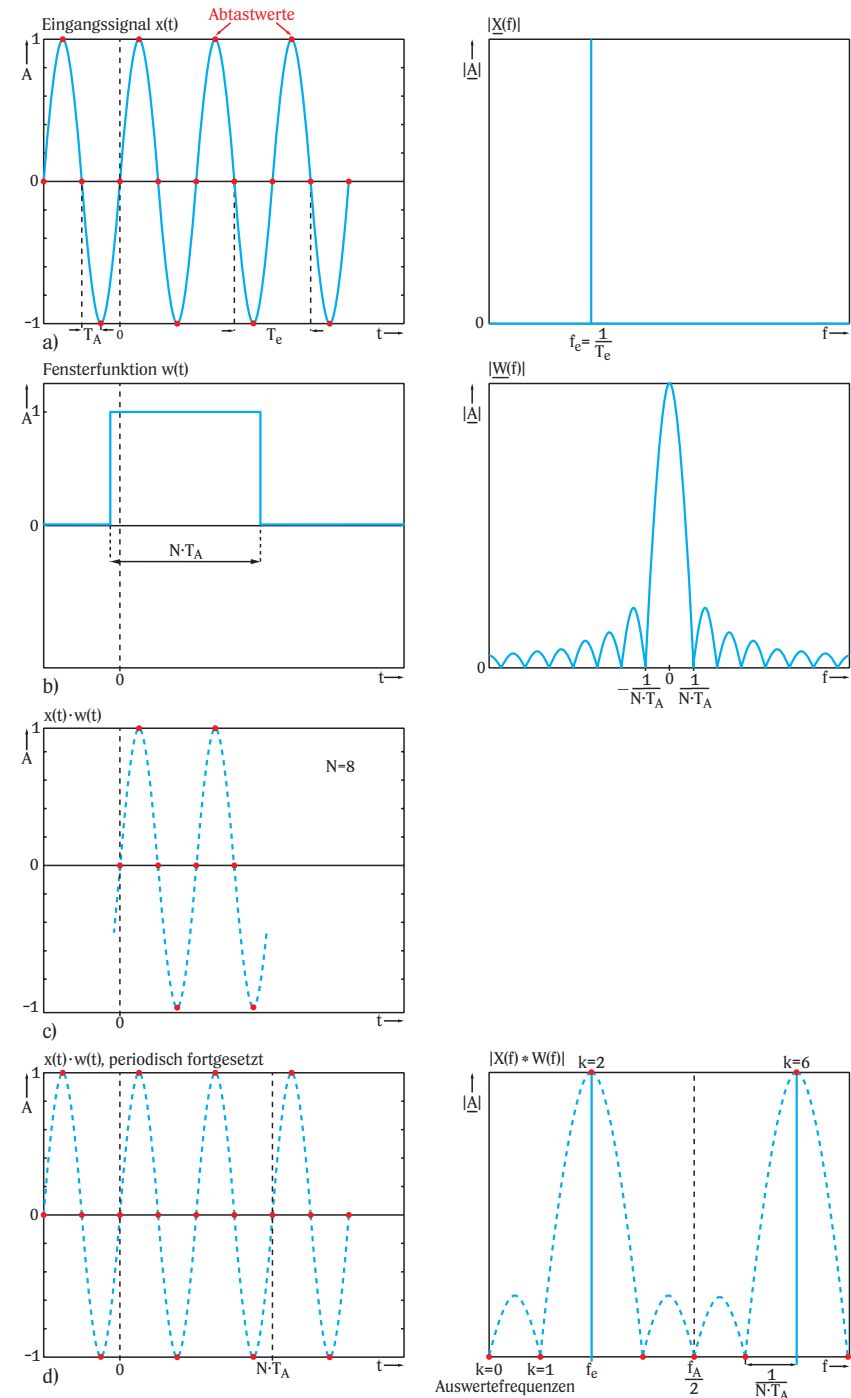 Abtastwerte
Eingangssignal x(t)
1
A
0
-1
T_A
0
T_e
t
a)
|X(f)|
|A|
0
f_e= 1/T_e
f
Fensterfunktion w(t)
1
A
0
N·T_A
0
t
b)
|W(f)|
|A|
0
-1/(N·T_A) 0 1/(N·T_A)
f
x(t)·w(t)
1
A
N=8
0
-1
0
t
c)
x(t)·w(t), periodisch fortgesetzt
1
A
0
-1
0
N·T_A
t
d)
|X(f) * W(f)|
k=2
k=6
|A|
k=0
k=1
f_e
f_A/2
1/(N·T_A)
f
Auswertefrequenzen